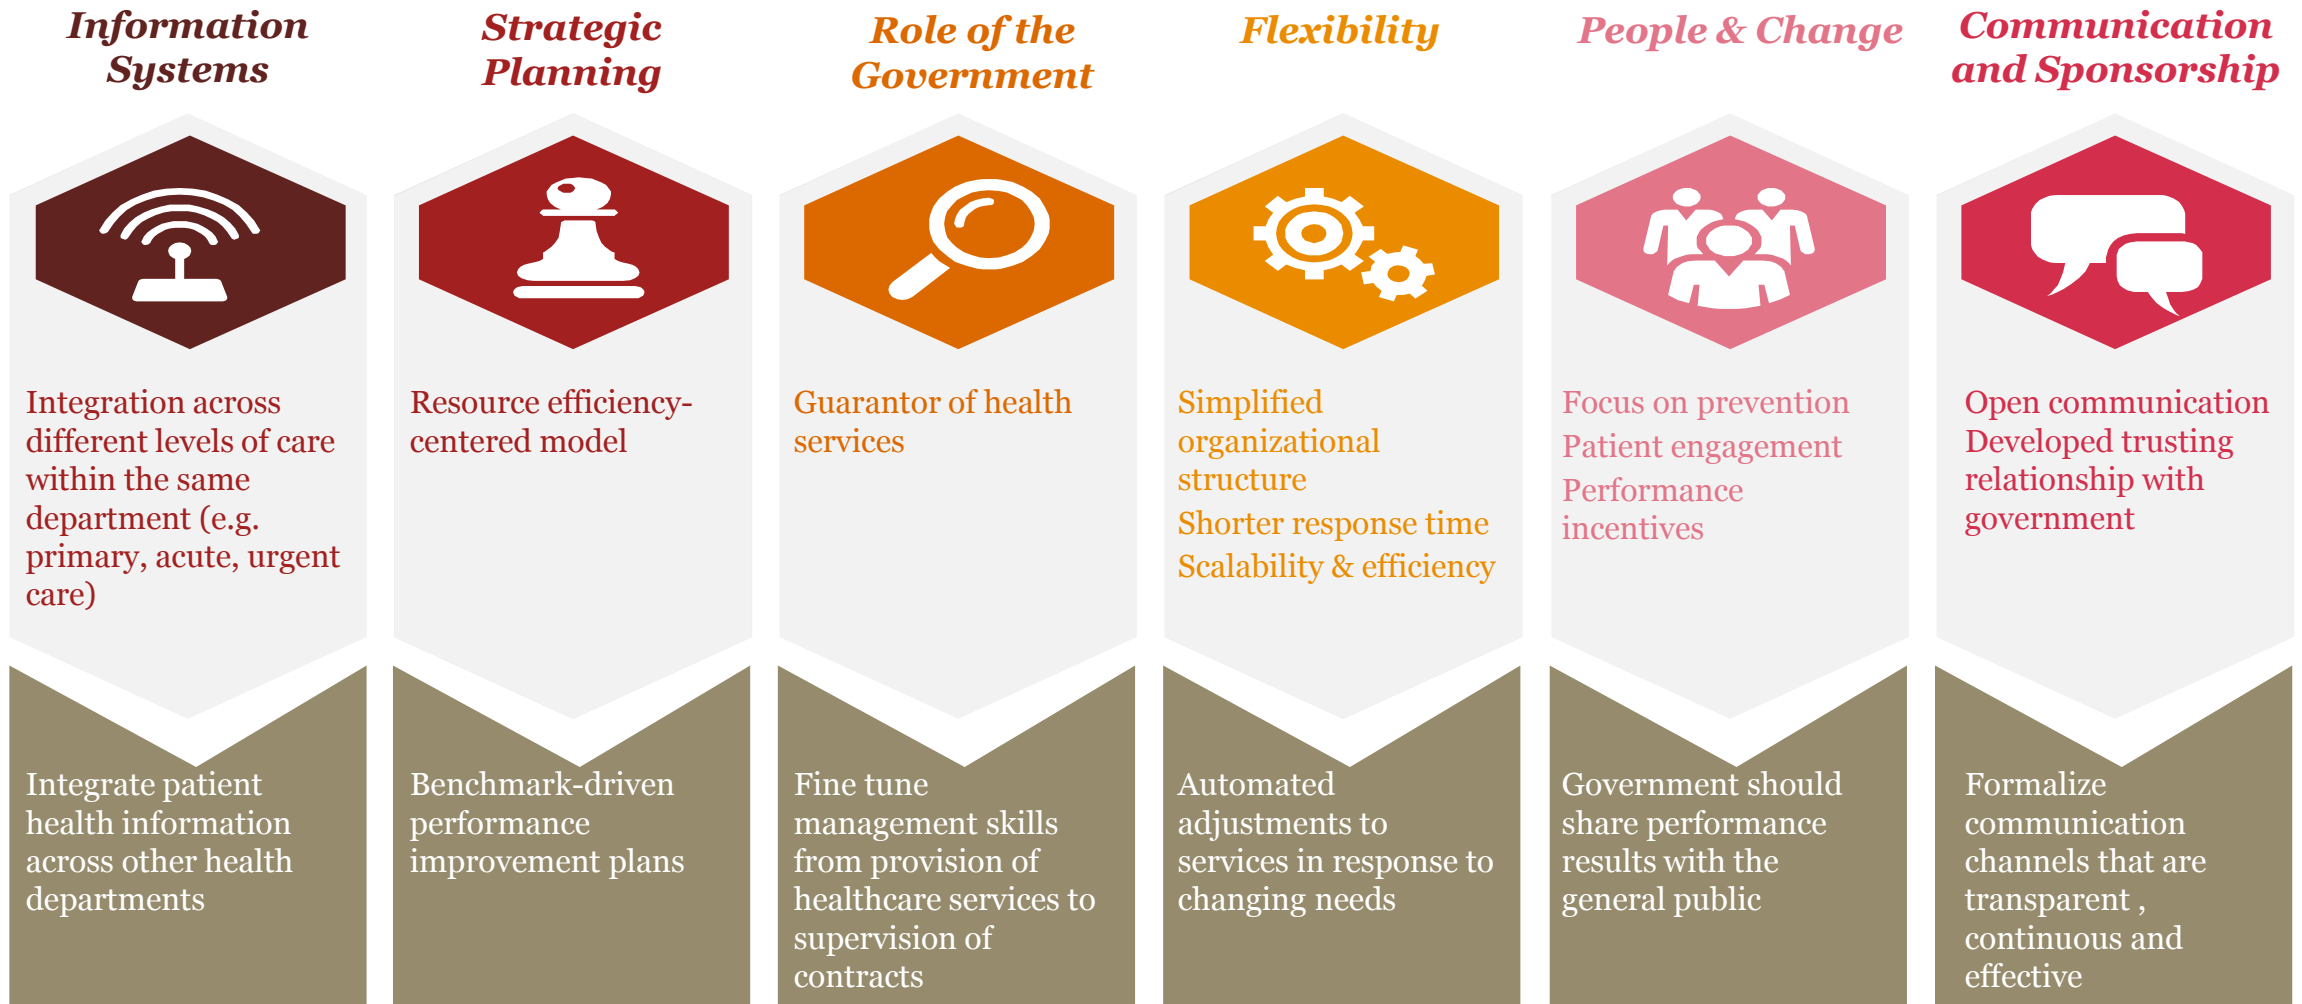 Information
Systems
Strategic
Planning
Role of the
Government
Flexibility
People & Change
Communication
and Sponsorship
Integration across
different levels of care
within the same
department (e.g.
primary, acute, urgent
care)
Resource efficiency-
centered model
Guarantor of health
services
Simplified
organizational
structure
Shorter response time
Scalability & efficiency
Focus on prevention
Patient engagement
Performance
incentives
Open communication
Developed trusting
relationship with
government
Integrate patient
health information
across other health
departments
Benchmark-driven
performance
improvement plans
Fine tune
management skills
from provision of
healthcare services to
supervision of
contracts
Automated
adjustments to
services in response to
changing needs
Government should
share performance
results with the
general public
Formalize
communication
channels that are
transparent ,
continuous and
effective